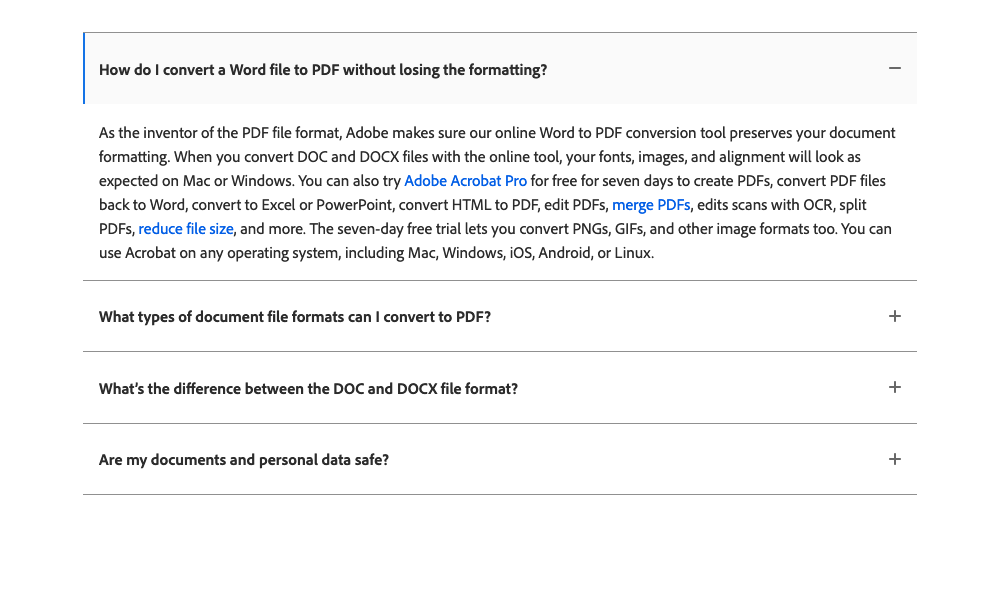 How do I convert a Word file to PDF without losing the formatting?
As the inventor of the PDF file format, Adobe makes sure our online Word to PDF conversion tool preserves your document
formatting. When you convert DOC and DOCX files with the online tool, your fonts, images, and alignment will look as
expected on Mac or Windows. You can also try Adobe Acrobat Pro for free for seven days to create PDFs, convert PDF files
back to Word, convert to Excel or PowerPoint, convert HTML to PDF, edit PDFs, merge PDFs, edits scans with OCR, split
PDFs, reduce file size, and more. The seven-day free trial lets you convert PNGs, GIFs, and other image formats too. You can
use Acrobat on any operating system, including Mac, Windows, iOS, Android, or Linux.
What types of document file formats can I convert to PDF?
What’s the difference between the DOC and DOCX file format?
Are my documents and personal data safe?